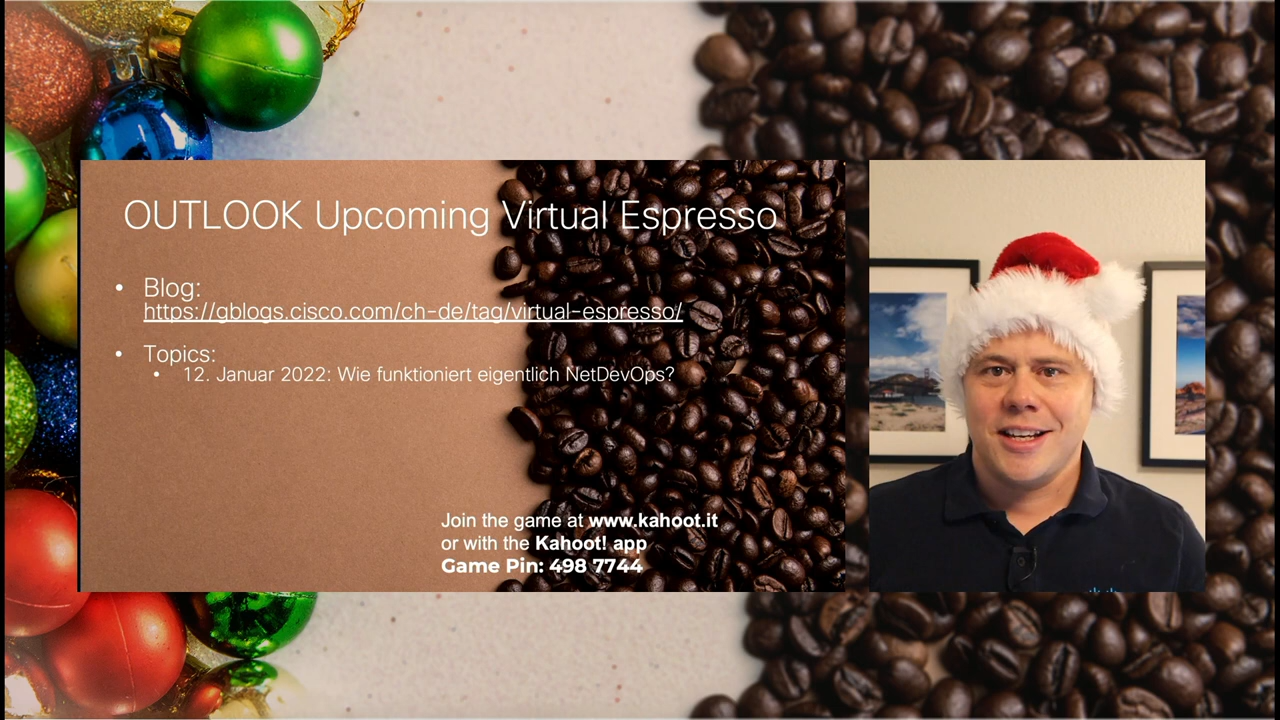 OUTLOOK Upcoming Virtual Espresso
• Blog:
https://gblogs.cisco.com/ch-de/tag/virtual-espresso/
• Topics:
• 12. Januar 2022: Wie funktioniert eigentlich NetDevOps?
Join the game at www.kahoot.it
or with the Kahoot! app
Game Pin: 498 7744